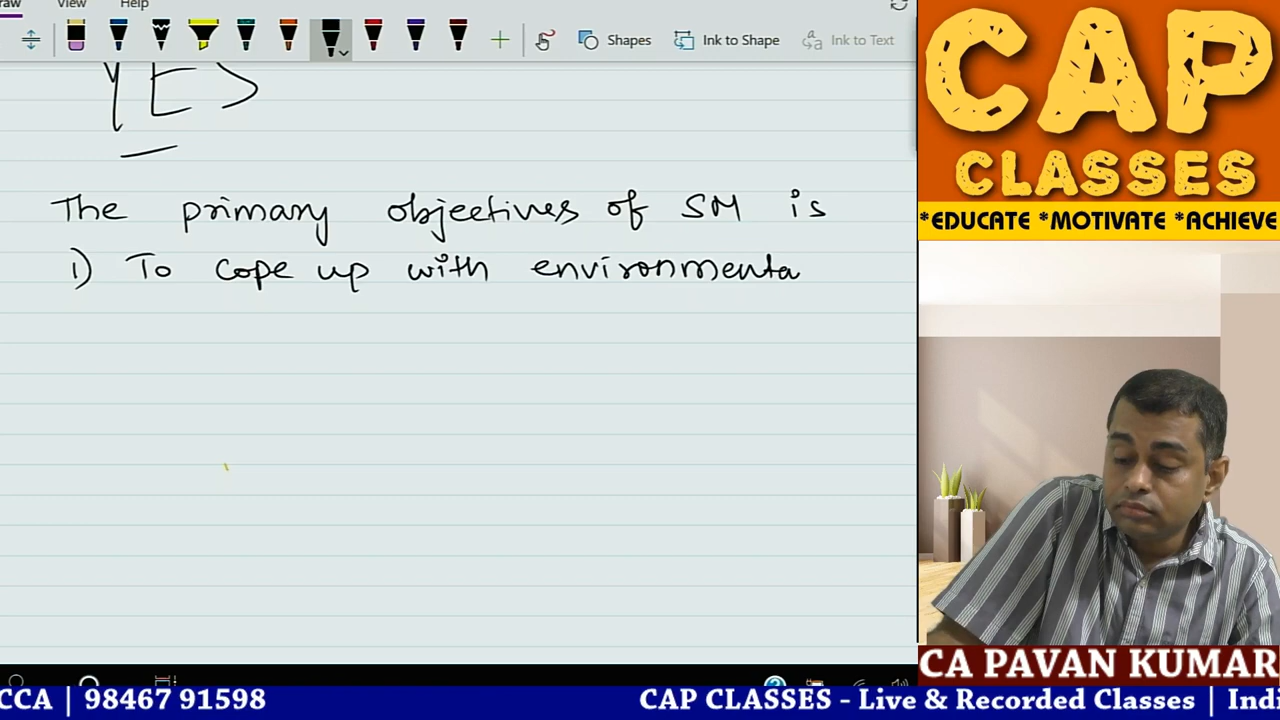 raw View Help
Shapes Ink to Shape Ink to Text
YES
The primary objectives of SM is
1) To cope up with environmenta
CAP
CLASSES
*EDUCATE *MOTIVATE *ACHIEVE
CA PAVAN KUMAR
CCA | 98467 91598 CAP CLASSES - Live & Recorded Classes | Indi